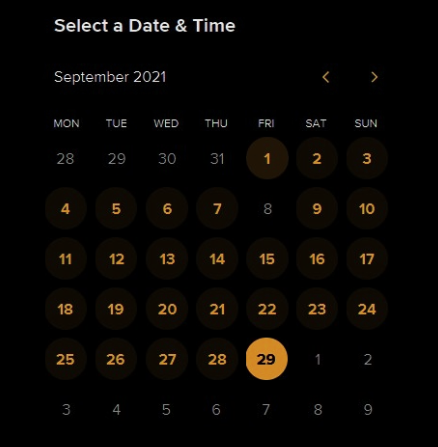 Select a Date & Time
September 2021
MON TUE WED THU FRI SAT SUN
28 29 30 31 1 2 3
4 5 6 7 8 9 10
11 12 13 14 15 16 17
18 19 20 21 22 23 24
25 26 27 28 29 1 2
3 4 5 6 7 8 9